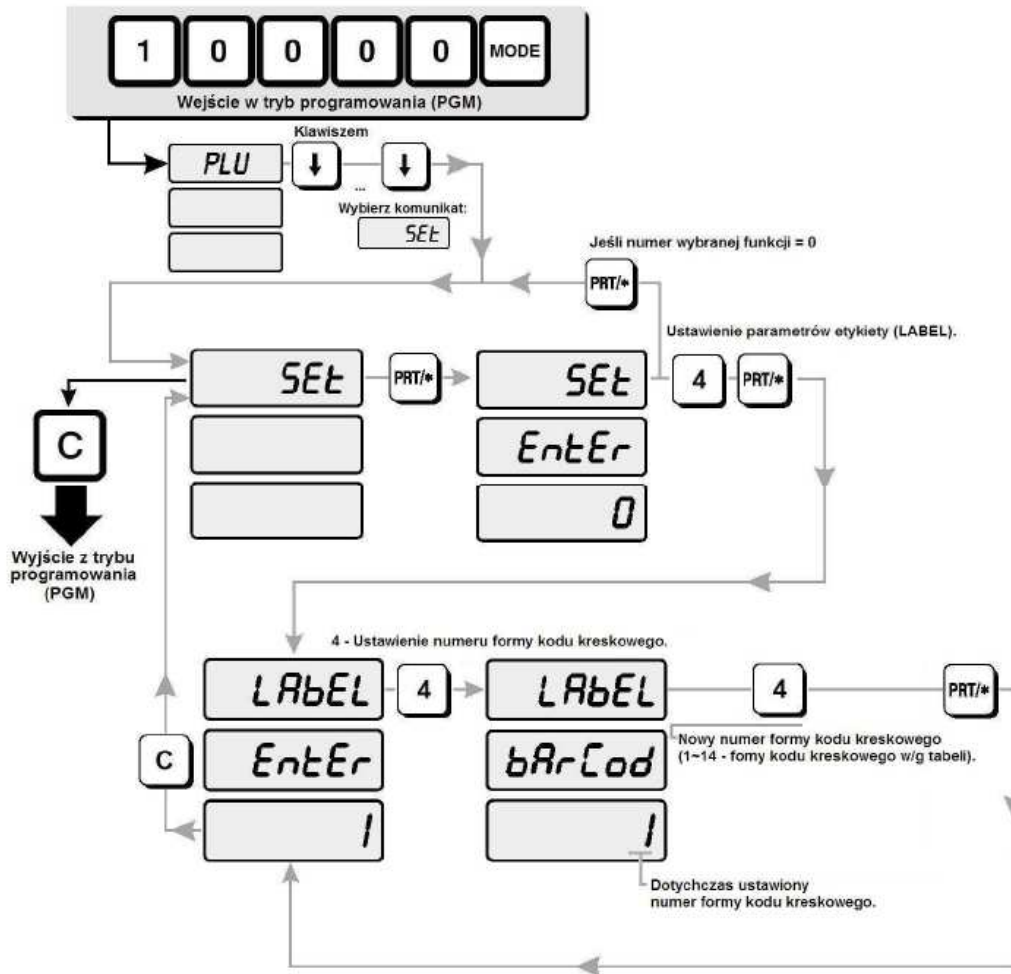 1 0 0 0 0 MODE
Wejście w tryb programowania (PGM)
Klawiszem
PLU
...
Wybierz komunikat:
SEt
Jeśli numer wybranej funkcji = 0
PRT/*
Ustawienie parametrów etykiety (LABEL).
SEt PRT/* SEt 4 PRT/*
C
EntEr
0
Wyjście z trybu
programowania
(PGM)
4 - Ustawienie numeru formy kodu kreskowego.
LAbEL 4 LAbEL 4 PRT/*
Nowy numer formy kodu kreskowego
(1~14 - fomy kodu kreskowego w/g tabeli).
C EntEr bArCod
1 1
Dotychczas ustawiony
numer formy kodu kreskowego.